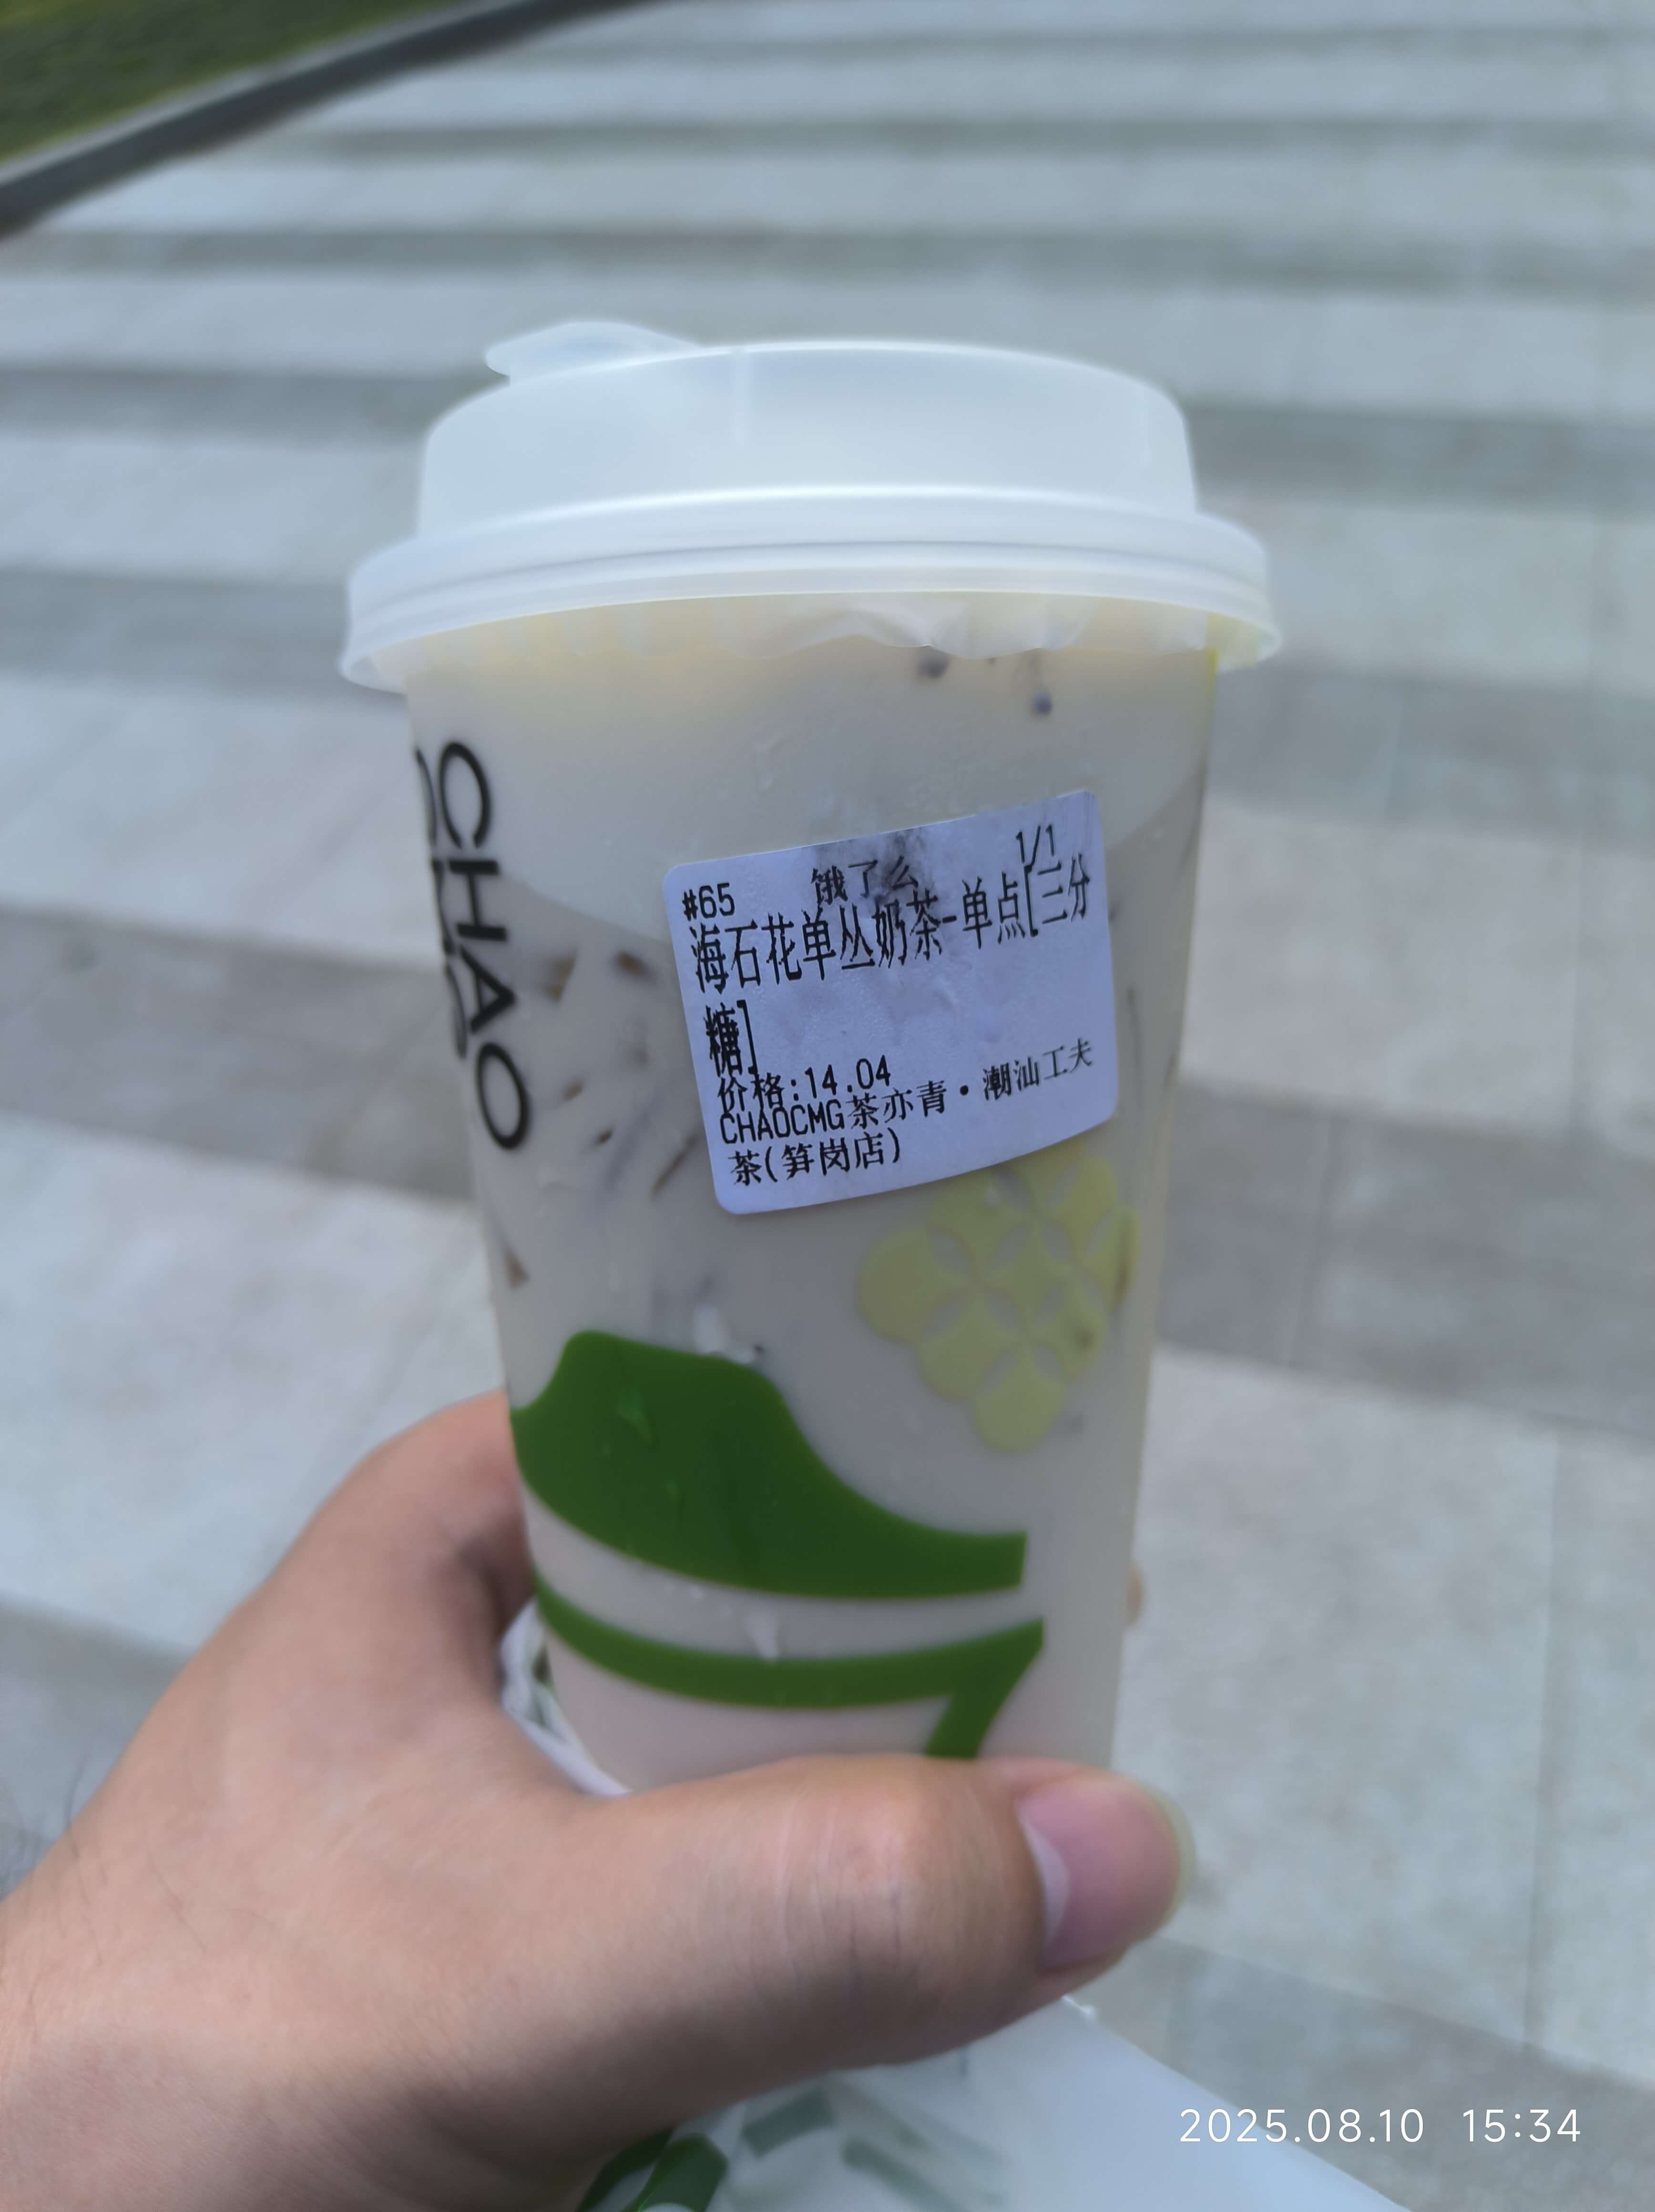 CHAO
#65 饿了么 1/1
海石花单丛奶茶-单点[三分
糖]
价格:14.04
CHAOCMG茶亦青·潮汕工夫
茶(笋岗店)
2025.08.10 15:34